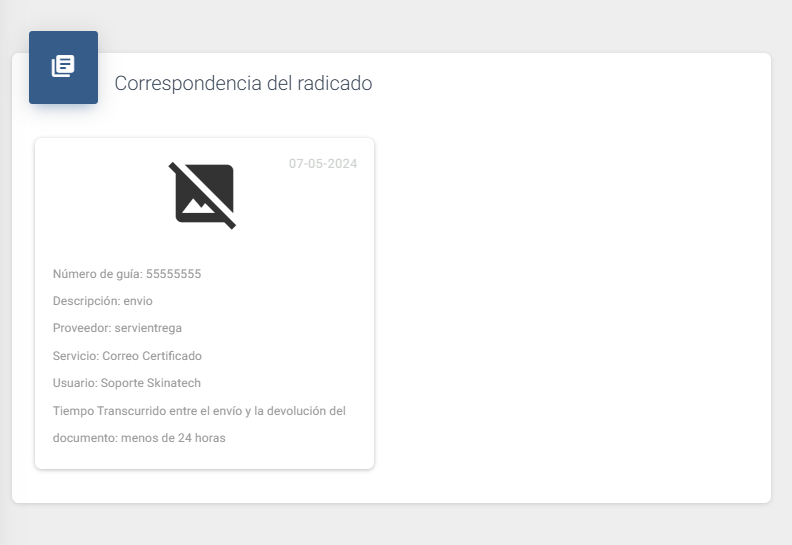 Correspondencia del radicado
07-05-2024
Número de guía: 55555555
Descripción: envio
Proveedor: servientrega
Servicio: Correo Certificado
Usuario: Soporte Skinatech
Tiempo Transcurrido entre el envío y la devolución del
documento: menos de 24 horas